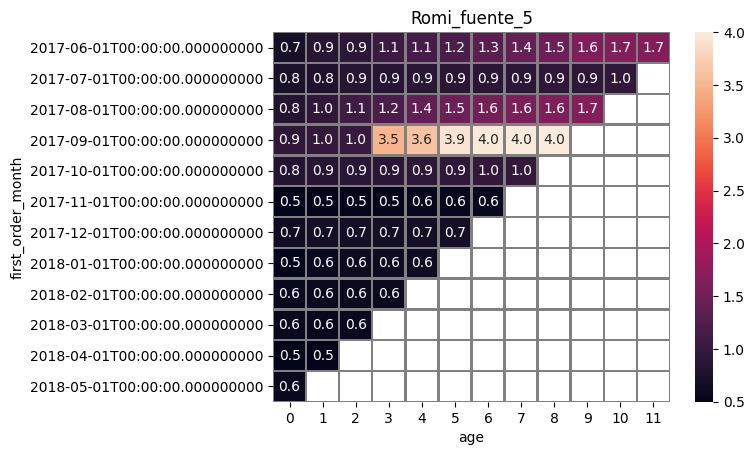 Romi_fuente_5
first_order_month
2017-06-01T00:00:00.000000000 0.7 0.9 0.9 1.1 1.1 1.2 1.3 1.4 1.5 1.6 1.7 1.7
2017-07-01T00:00:00.000000000 0.8 0.8 0.9 0.9 0.9 0.9 0.9 0.9 0.9 0.9 1.0
2017-08-01T00:00:00.000000000 0.8 1.0 1.1 1.2 1.4 1.5 1.6 1.6 1.6 1.7
2017-09-01T00:00:00.000000000 0.9 1.0 1.0 3.5 3.6 3.9 4.0 4.0 4.0
2017-10-01T00:00:00.000000000 0.8 0.9 0.9 0.9 0.9 0.9 1.0 1.0
2017-11-01T00:00:00.000000000 0.5 0.5 0.5 0.5 0.6 0.6 0.6
2017-12-01T00:00:00.000000000 0.7 0.7 0.7 0.7 0.7 0.7
2018-01-01T00:00:00.000000000 0.5 0.6 0.6 0.6 0.6
2018-02-01T00:00:00.000000000 0.6 0.6 0.6 0.6
2018-03-01T00:00:00.000000000 0.6 0.6 0.6
2018-04-01T00:00:00.000000000 0.5 0.5
2018-05-01T00:00:00.000000000 0.6
0 1 2 3 4 5 6 7 8 9 10 11
age
4.0
3.5
3.0
2.5
2.0
1.5
1.0
0.5